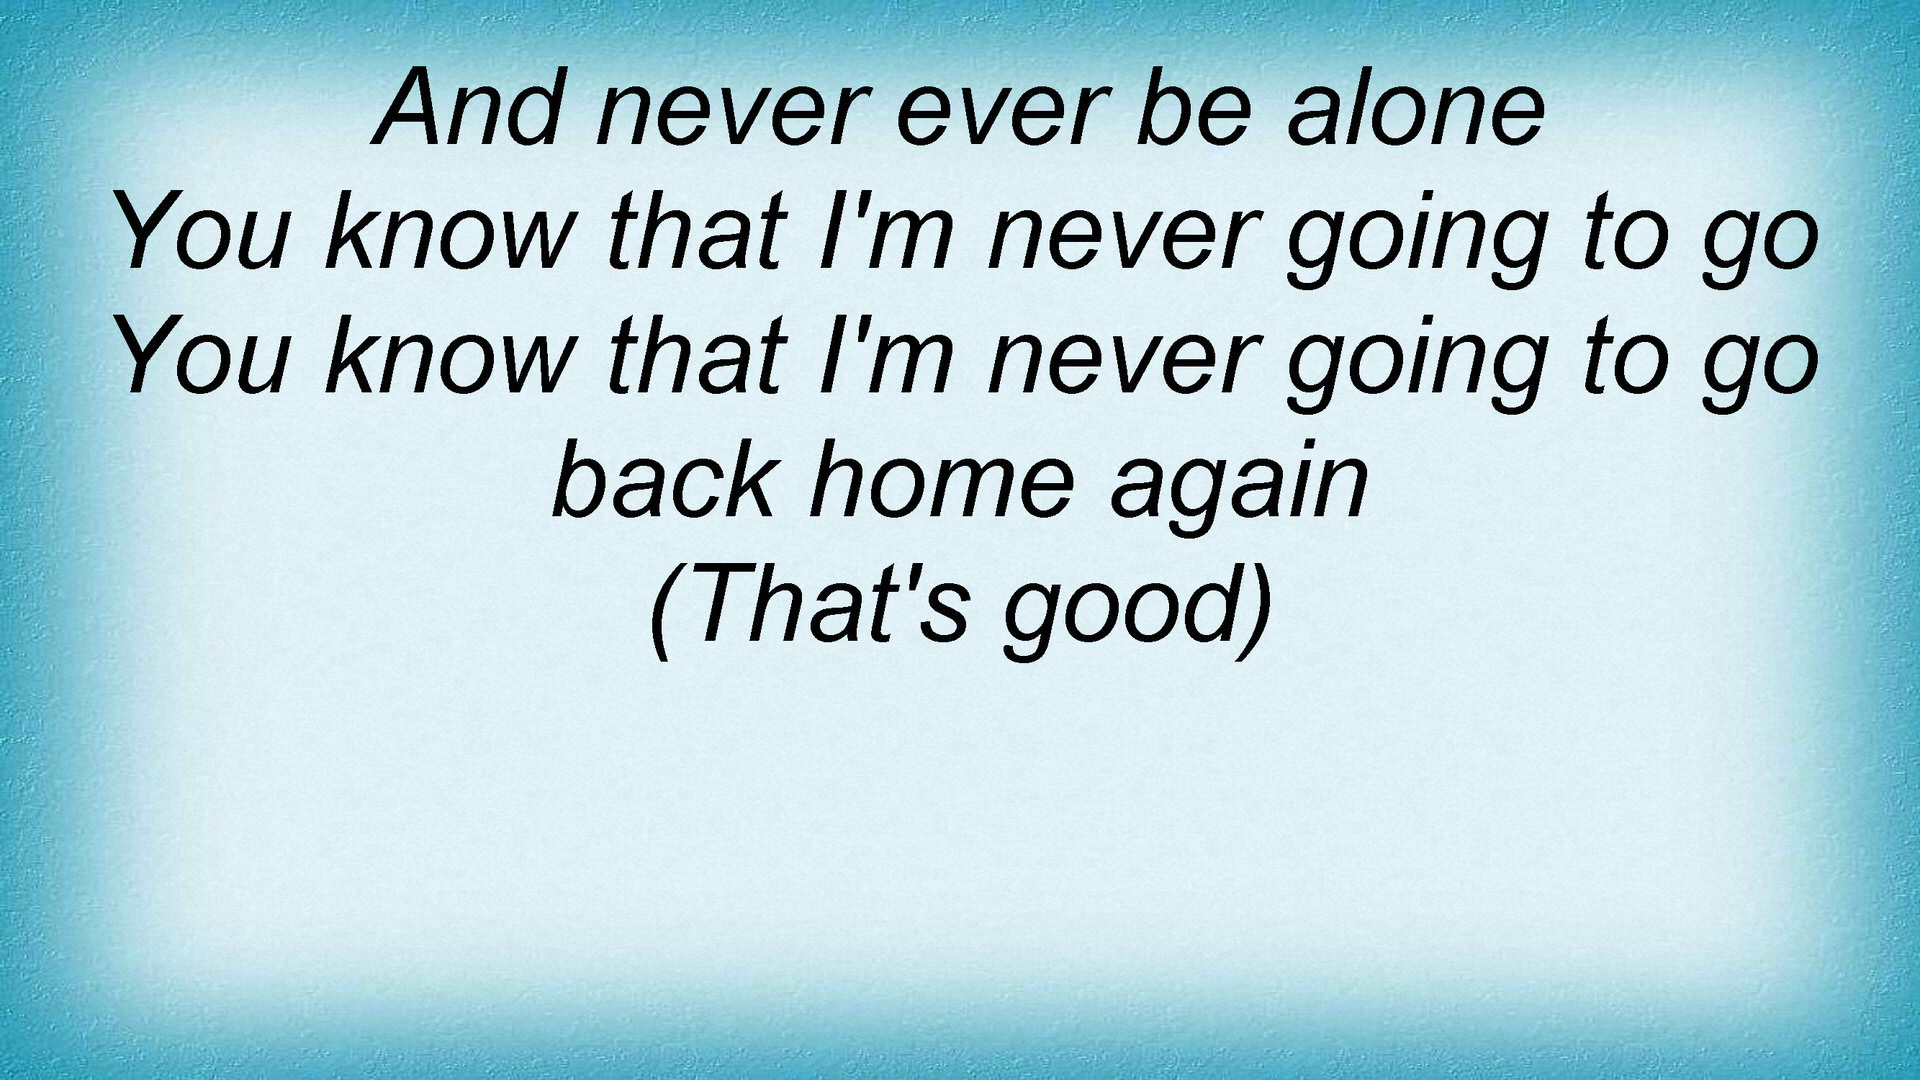 And never ever be alone
You know that I'm never going to go
You know that I'm never going to go
back home again
(That's good)